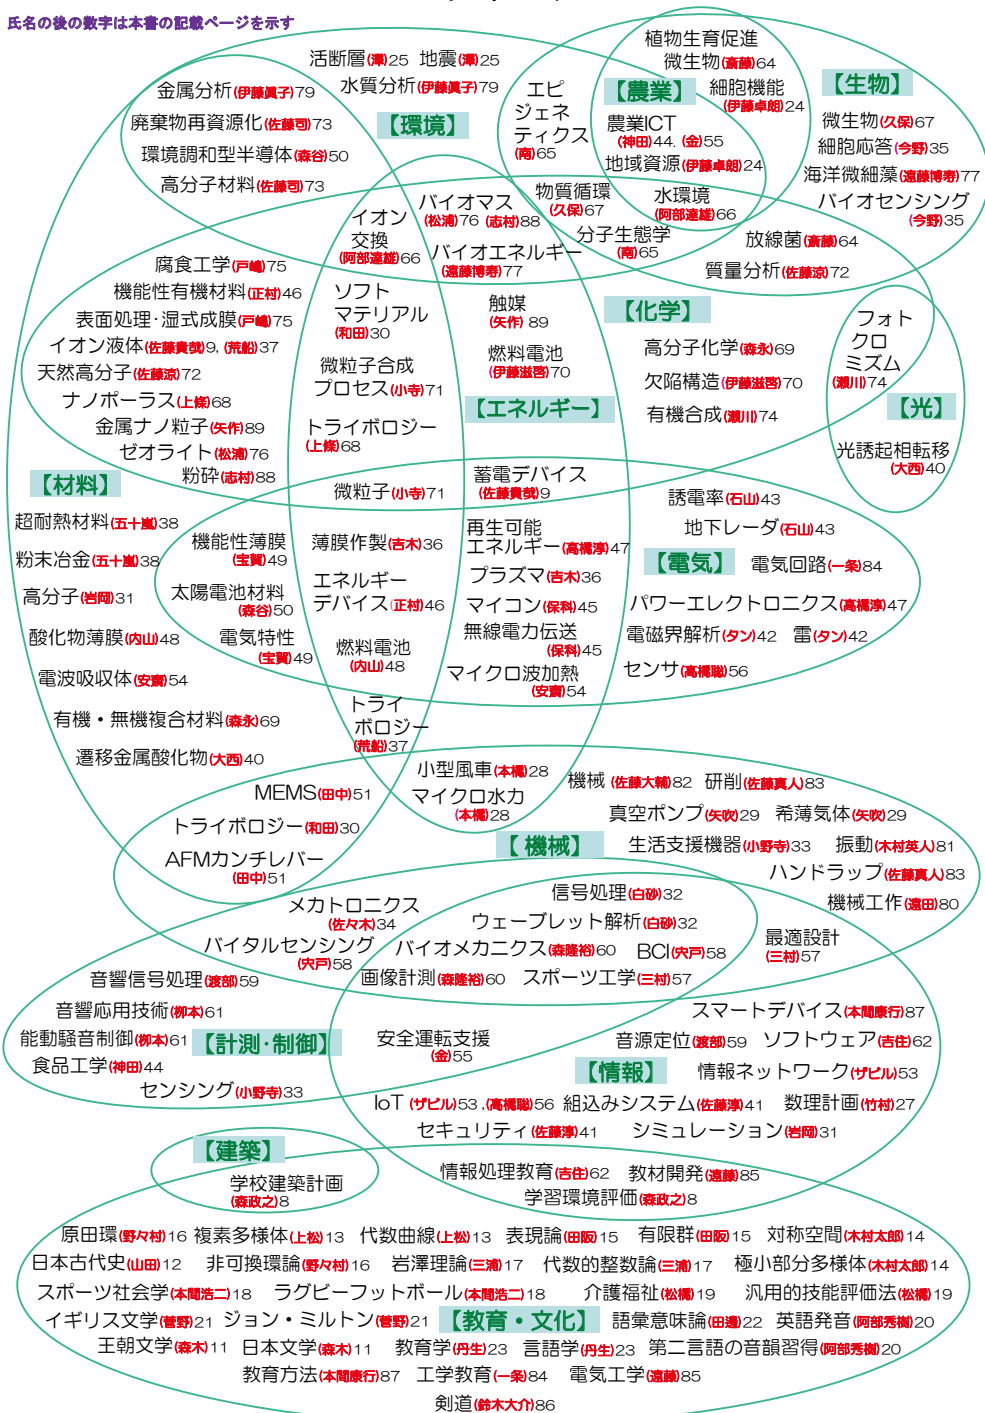 氏名の後の数字は本書の記載ページを示す
活断層(澤)25 地震(澤)25
植物生育促進
微生物(斎藤)64
金属分析(伊藤眞子)79
水質分析(伊藤眞子)79
エピ
ジェネ
ティクス
(南)65
【農業】
細胞機能
(伊藤卓朗)24
【生物】
廃棄物再資源化(佐藤司)73
【環境】
農業ICT
(神田)44. (金)55
微生物(久保)67
環境調和型半導体(森谷)50
細胞応答(今野)35
地域資源(伊藤卓朗)24
海洋微細藻(遠藤博寿)77
高分子材料(佐藤司)73
物質循環
(久保)67
水環境
(阿部達雄)66
バイオセンシング
(今野)35
バイオマス
(松浦)76 (志村)88
イオン
交換
(阿部達雄)66
分子生態学
(南)65
放線菌(斎藤)64
バイオエネルギー
(遠藤博寿)77
質量分析(佐藤涼)72
腐食工学(戸嶋)75
機能性有機材料(正村)46
ソフト
マテリアル
(和田)30
触媒
(矢作) 89
【化学】
フォト
クロ
ミズム
(瀬川)74
表面処理・湿式成膜(戸嶋)75
イオン液体(佐藤貴哉)9, (荒船)37
燃料電池
(伊藤滋啓)70
高分子化学(森永)69
天然高分子(佐藤涼)72
微粒子合成
プロセス(小寺)71
欠陥構造(伊藤滋啓)70
ナノポーラス(上條)68
【エネルギー】
有機合成(瀬川)74
【光】
金属ナノ粒子(矢作)89
トライボロジー
(上條)68
ゼオライト(松浦)76
光誘起相転移
(大西)40
粉砕(志村)88
蓄電デバイス
(佐藤貴哉)9
【材料】
微粒子(小寺)71
誘電率(石山)43
超耐熱材料(五十嵐)38
地下レーダ(石山)43
機能性薄膜
(宝賀)49
薄膜作製(吉木)36
再生可能
エネルギー(高橋淳)47
粉末冶金(五十嵐)38
【電気】
電気回路(一条)84
太陽電池材料
(森谷)50
エネルギー
デバイス(正村)46
プラズマ(吉木)36
高分子(岩岡)31
マイコン(保科)45
パワーエレクトロニクス(高橋淳)47
酸化物薄膜(内山)48
電気特性
(宝賀)49
燃料電池
(内山)48
無線電力伝送
(保科)45
電磁界解析(タン)42 雷(タン)42
電波吸収体(安齋)54
マイクロ波加熱
(安齋)54
センサ(高橋聡)56
有機・無機複合材料(森永)69
トライ
ボロジー
(荒船)37
遷移金属酸化物(大西)40
小型風車(本橋)28
機械 (佐藤大輔)82 研削(佐藤真人)83
MEMS(田中)51
マイクロ水力
(本橋)28
真空ポンプ(矢吹)29 希薄気体(矢吹)29
トライボロジー(和田)30
【 機械】
生活支援機器(小野寺)33 振動(木村英人)81
AFMカンチレバー
(田中)51
ハンドラップ(佐藤真人)83
信号処理(白砂)32
機械工作(遠田)80
メカトロニクス
(佐々木)34
ウェーブレット解析(白砂)32
最適設計
(三村)57
バイタルセンシング
(宍戸)58
バイオメカニクス(森隆裕)60 BCI(宍戸)58
音響信号処理(渡部)59
画像計測(森隆裕)60 スポーツ工学(三村)57
音響応用技術(柳本)61
スマートデバイス(本間康行)87
能動騒音制御(柳本)61
【計測・制御】
安全運転支援
(金)55
音源定位(渡部)59 ソフトウェア(吉住)62
食品工学(神田)44
【情報】
情報ネットワーク(ザビル)53
センシング(小野寺)33
IoT (ザビル)53 ,(高橋聡)56 組込みシステム(佐藤淳)41 数理計画(竹村)27
セキュリティ(佐藤淳)41 シミュレーション(岩岡)31
【建築】
学校建築計画
(森政之)8
情報処理教育(吉住)62 教材開発(遠藤)85
学習環境評価(森政之)8
原田環(野々村)16 複素多様体(上松)13 代数曲線(上松)13 表現論(田阪)15 有限群(田阪)15 対称空間(木村太郎)14
日本古代史(山田)12 非可換環論(野々村)16 岩澤理論(三浦)17 代数的整数論(三浦)17 極小部分多様体(木村太郎)14
スポーツ社会学(本間浩二)18 ラグビーフットボール(本間浩二)18 介護福祉(松橋)19 汎用的技能評価法(松橋)19
イギリス文学(菅野)21 ジョン・ミルトン(菅野)21 【教育・文化】 語彙意味論(田邊)22 英語発音(阿部秀樹)20
王朝文学(森木)11 日本文学(森木)11 教育学(丹生)23 言語学(丹生)23 第二言語の音韻習得(阿部秀樹)20
教育方法(本間康行)87 工学教育(一条)84 電気工学(遠藤)85
剣道(鈴木大介)86